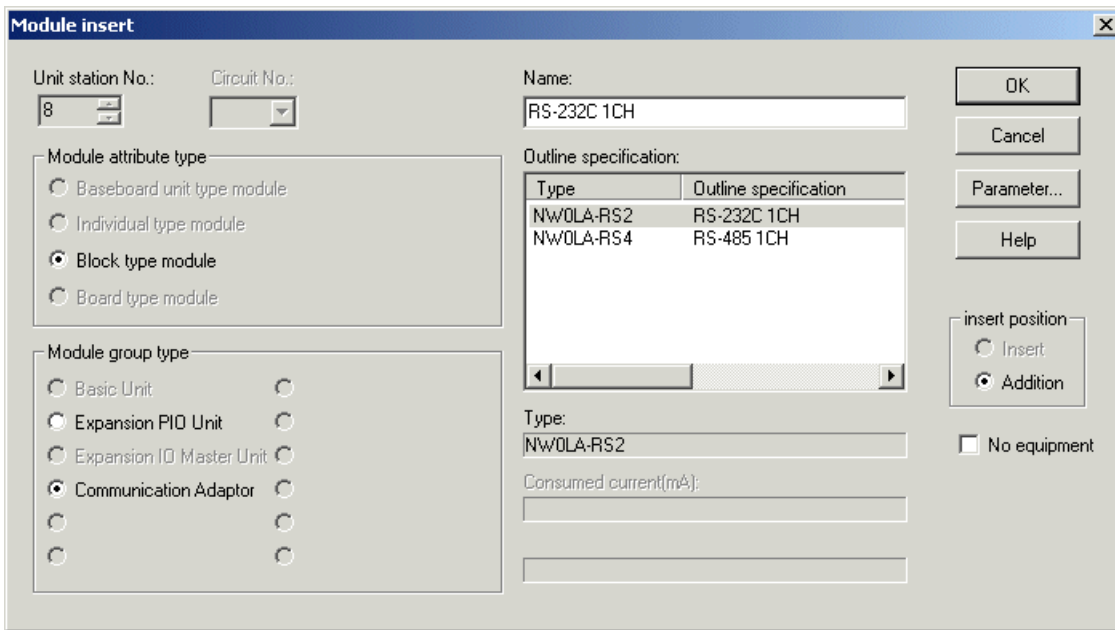 Module insert
Unit station No.:
Circuit No.:
8
Module attribute type
Baseboard unit type module
Individual type module
Block type module
Board type module
Module group type
Basic Unit
Expansion PIO Unit
Expansion IO Master Unit
Communication Adaptor
Name:
RS-232C 1CH
Outline specification:
Type Outline specification
NW0LA-RS2 RS-232C 1CH
NW0LA-RS4 RS-485 1CH
Type:
NW0LA-RS2
Consumed current(mA):
OK
Cancel
Parameter...
Help
insert position
Insert
Addition
No equipment